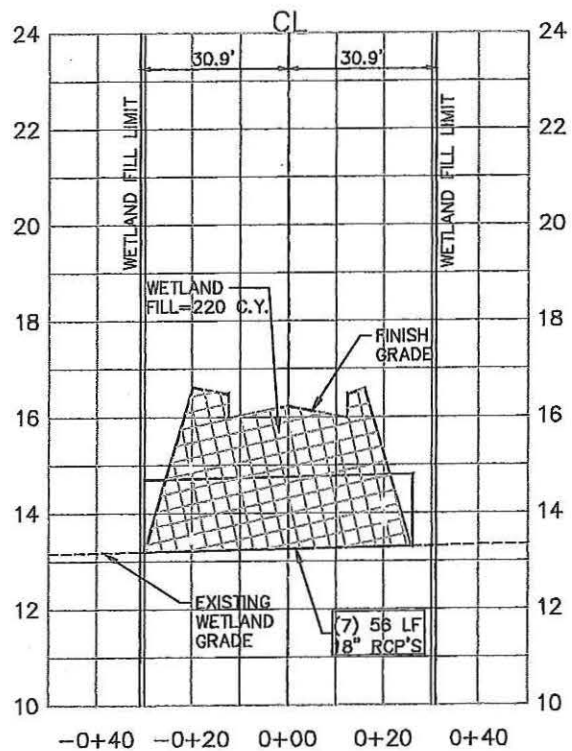 CL
24
24
30.9'
30.9'
WETLAND FILL LIMIT
WETLAND FILL LIMIT
22
22
20
20
WETLAND
FILL=220 C.Y.
18
18
FINISH
GRADE
16
16
14
14
EXISTING
WETLAND
GRADE
(7) 56 LF
18" RCP'S
12
12
10
10
-0+40
-0+20
0+00
0+20
0+40